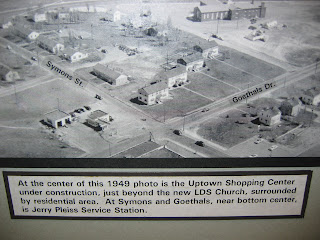 Symons St.
Goethals Dr.
At the center of this 1949 photo is the Uptown Shopping Center
under construction, just beyond the new LDS Church, surrounded
by residential area. At Symons and Goethals, near bottom center,
is Jerry Pleiss Service Station.